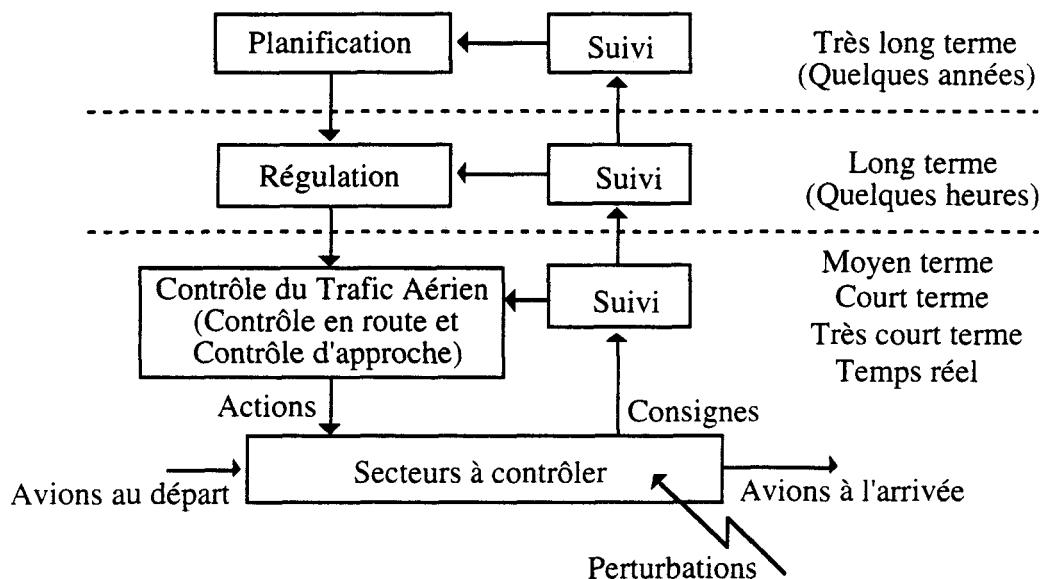 Planification
Suivi
Très long terme
(Quelques années)
Régulation
Suivi
Long terme
(Quelques heures)
Contrôle du Trafic Aérien
(Contrôle en route et
Contrôle d'approche)
Suivi
Moyen terme
Court terme
Très court terme
Temps réel
Actions
Consignes
Secteurs à contrôler
Avions au départ
Avions à l'arrivée
Perturbations